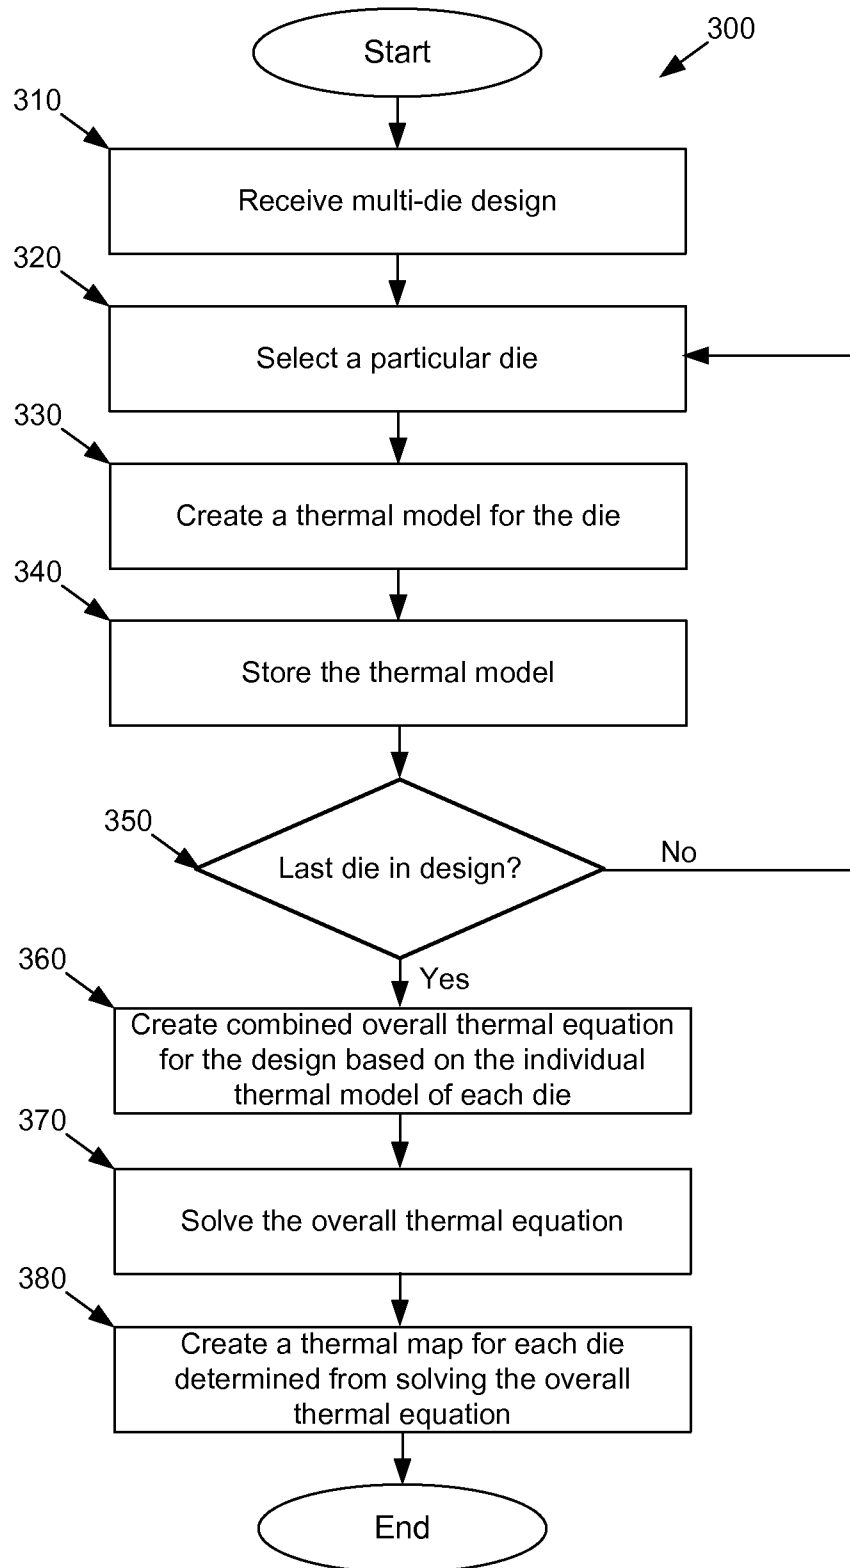 Start
300
310
Receive multi-die design
320
Select a particular die
330
Create a thermal model for the die
340
Store the thermal model
350
Last die in design?
No
Yes
360
Create combined overall thermal equation
for the design based on the individual
thermal model of each die
370
Solve the overall thermal equation
380
Create a thermal map for each die
determined from solving the overall
thermal equation
End